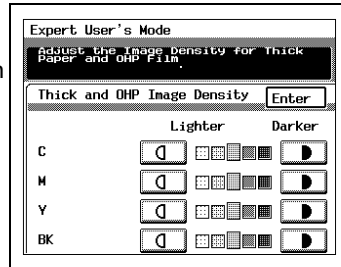 Expert User's Mode
Adjust the Image Density for Thick
Paper and OHP Film.
n
Thick and OHP Image Density Enter
Lighter Darker
C
M
Y
BK